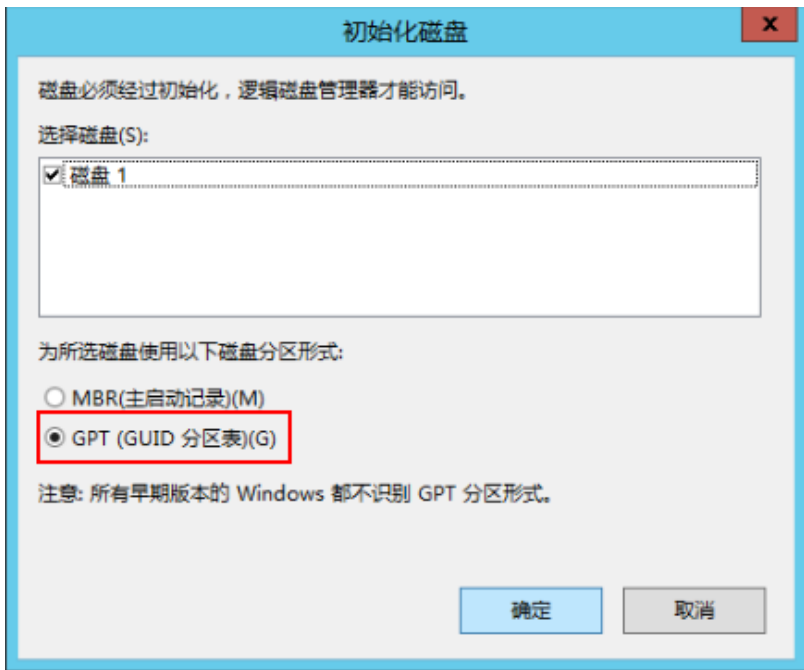 初始化磁盘
x
磁盘必须经过初始化，逻辑磁盘管理器才能访问。
选择磁盘(S):
磁盘 1
为所选磁盘使用以下磁盘分区形式:
MBR(主启动记录)(M)
GPT (GUID 分区表)(G)
注意: 所有早期版本的 Windows 都不识别 GPT 分区形式。
确定 取消